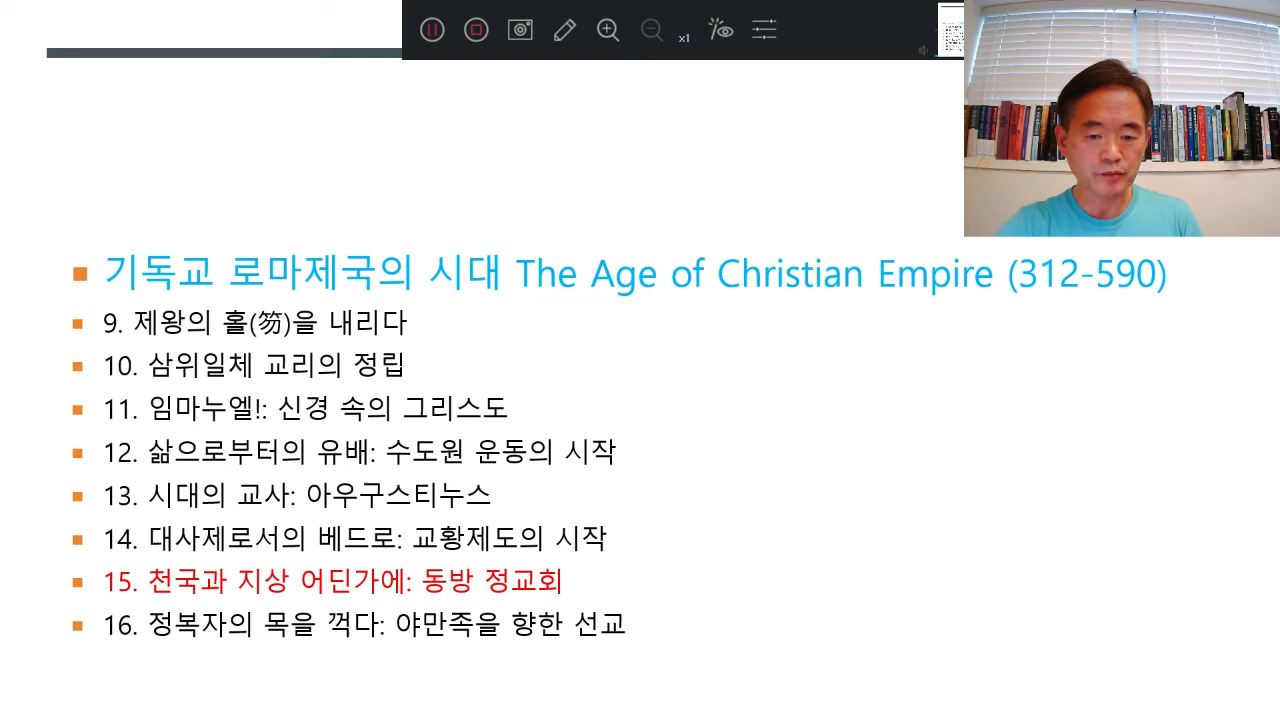 x1
기독교 로마제국의 시대 The Age of Christian Empire (312-590)
9. 제왕의 홀(笏)을 내리다
10. 삼위일체 교리의 정립
11. 임마누엘!: 신경 속의 그리스도
12. 삶으로부터의 유배: 수도원 운동의 시작
13. 시대의 교사: 아우구스티누스
14. 대사제로서의 베드로: 교황제도의 시작
15. 천국과 지상 어딘가에: 동방 정교회
16. 정복자의 목을 꺽다: 야만족을 향한 선교